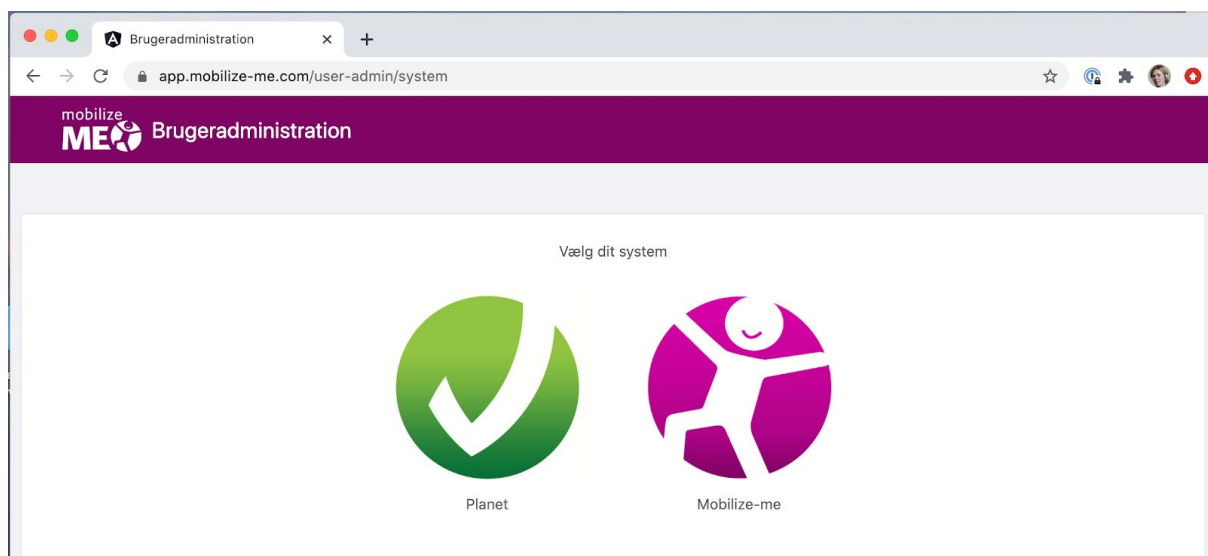 Brugeradministration
app.mobilize-me.com/user-admin/system
mobilize
ME
Brugeradministration
Vælg dit system
Planet
Mobilize-me